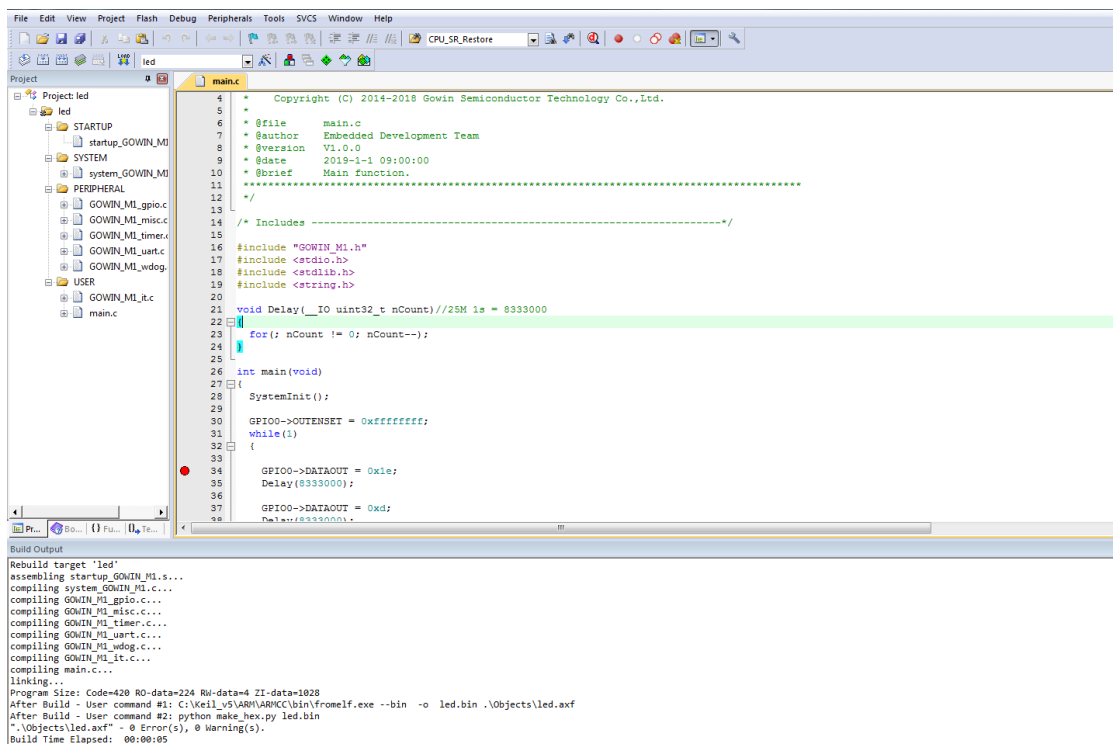 File Edit View Project Flash Debug Peripherals Tools SVCS Window Help
CPU_SR_Restore
LOAD led
Project
main.c
Project: led
led
STARTUP
startup_GOWIN_M1
SYSTEM
system_GOWIN_M1
PERIPHERAL
GOWIN_M1_gpio.c
GOWIN_M1_misc.c
GOWIN_M1_timer.c
GOWIN_M1_uart.c
GOWIN_M1_wdog.
USER
GOWIN_M1_it.c
main.c
4 * Copyright (C) 2014-2018 Gowin Semiconductor Technology Co.,Ltd.
5 *
6 * @file main.c
7 * @author Embedded Development Team
8 * @version V1.0.0
9 * @date 2019-1-1 09:00:00
10 * @brief Main function.
11 ******************************************************************************************
12 */
13
14 /* Includes ------------------------------------------------------------------*/
15
16 #include "GOWIN_M1.h"
17 #include <stdio.h>
18 #include <stdlib.h>
19 #include <string.h>
20
21 void Delay(__IO uint32_t nCount)//25M 1s = 8333000
22 {
23 for(; nCount != 0; nCount--);
24 }
25
26 int main(void)
27 {
28 SystemInit();
29
30 GPIO0->OUTENSET = 0xffffffff;
31 while(1)
32 {
33
34 GPIO0->DATAOUT = 0x1e;
35 Delay(8333000);
36
37 GPIO0->DATAOUT = 0xd;
38 Delay(8333000);
Pr... Bo... {} Fu... Te...
Build Output
Rebuild target 'led'
assembling startup_GOWIN_M1.s...
compiling system_GOWIN_M1.c...
compiling GOWIN_M1_gpio.c...
compiling GOWIN_M1_misc.c...
compiling GOWIN_M1_timer.c...
compiling GOWIN_M1_uart.c...
compiling GOWIN_M1_wdog.c...
compiling GOWIN_M1_it.c...
compiling main.c...
linking...
Program Size: Code=420 RO-data=224 RW-data=4 ZI-data=1028
After Build - User command #1: C:\Keil_v5\ARM\ARMCC\bin\fromelf.exe --bin -o led.bin .\Objects\led.axf
After Build - User command #2: python make_hex.py led.bin
".\Objects\led.axf" - 0 Error(s), 0 Warning(s).
Build Time Elapsed: 00:00:05